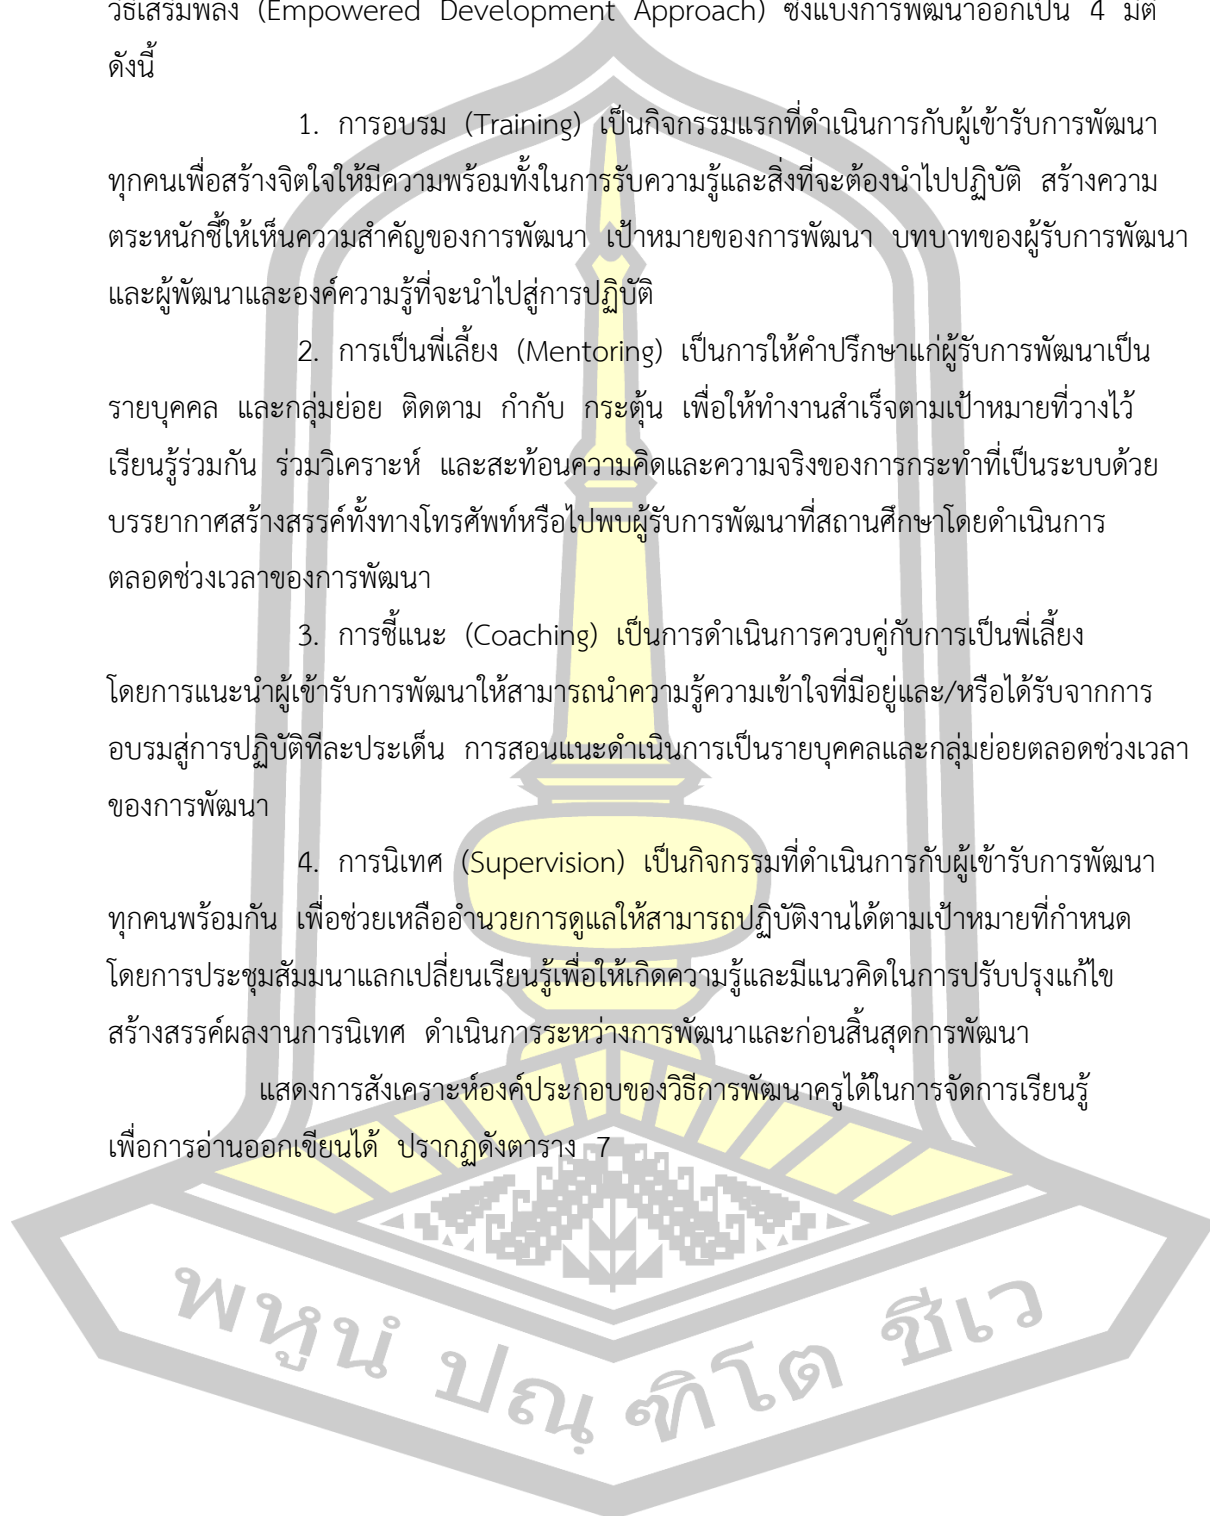 วิธีเสริมพลัง (Empowered Development Approach) ซึ่งแบ่งการพัฒนาออกเป็น 4 มิติ
ดังนี้
1. การอบรม (Training) เป็นกิจกรรมแรกที่ดำเนินการกับผู้เข้ารับการพัฒนา
ทุกคนเพื่อสร้างจิตใจให้มีความพร้อมทั้งในการรับความรู้และสิ่งที่จะต้องนำไปปฏิบัติ สร้างความ
ตระหนักชี้ให้เห็นความสำคัญของการพัฒนา เป้าหมายของการพัฒนา บทบาทของผู้รับการพัฒนา
และผู้พัฒนาและองค์ความรู้ที่จะนำไปสู่การปฏิบัติ
2. การเป็นพี่เลี้ยง (Mentoring) เป็นการให้คำปรึกษาแก่ผู้รับการพัฒนาเป็น
รายบุคคล และกลุ่มย่อย ติดตาม กำกับ กระตุ้น เพื่อให้ทำงานสำเร็จตามเป้าหมายที่วางไว้
เรียนรู้ร่วมกัน ร่วมวิเคราะห์ และสะท้อนความคิดและความจริงของการกระทำที่เป็นระบบด้วย
บรรยากาศสร้างสรรค์ทั้งทางโทรศัพท์หรือไปพบผู้รับการพัฒนาที่สถานศึกษาโดยดำเนินการ
ตลอดช่วงเวลาของการพัฒนา
3. การชี้แนะ (Coaching) เป็นการดำเนินการควบคู่กับการเป็นพี่เลี้ยง
โดยการแนะนำผู้เข้ารับการพัฒนาให้สามารถนำความรู้ความเข้าใจที่มีอยู่และ/หรือได้รับจากการ
อบรมสู่การปฏิบัติทีละประเด็น การสอนแนะดำเนินการเป็นรายบุคคลและกลุ่มย่อยตลอดช่วงเวลา
ของการพัฒนา
4. การนิเทศ (Supervision) เป็นกิจกรรมที่ดำเนินการกับผู้เข้ารับการพัฒนา
ทุกคนพร้อมกัน เพื่อช่วยเหลืออำนวยการดูแลให้สามารถปฏิบัติงานได้ตามเป้าหมายที่กำหนด
โดยการประชุมสัมมนาแลกเปลี่ยนเรียนรู้เพื่อให้เกิดความรู้และมีแนวคิดในการปรับปรุงแก้ไข
สร้างสรรค์ผลงานการนิเทศ ดำเนินการระหว่างการพัฒนาและก่อนสิ้นสุดการพัฒนา
แสดงการสังเคราะห์องค์ประกอบของวิธีการพัฒนาครูได้ในการจัดการเรียนรู้
เพื่อการอ่านออกเขียนได้ ปรากฏดังตาราง 7
พหูนํ ปณฺฑิโต ชีเว